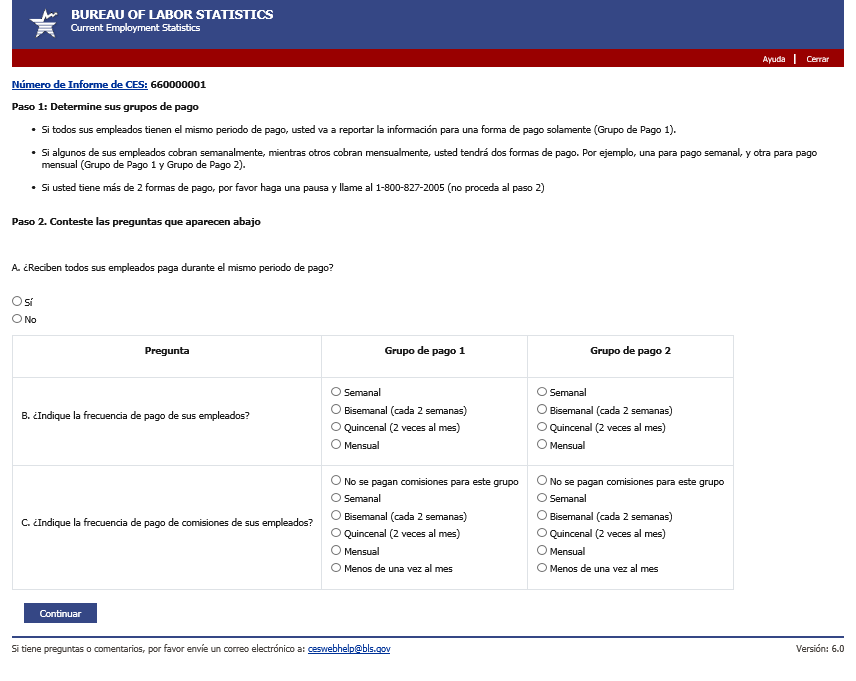 BUREAU OF LABOR STATISTICS
Current Employment Statistics
Ayuda | Cerrar
Número de Informe de CES: 660000001
Paso 1: Determine sus grupos de pago
• Si todos sus empleados tienen el mismo periodo de pago, usted va a reportar la información para una forma de pago solamente (Grupo de Pago 1).
• Si algunos de sus empleados cobran semanalmente, mientras otros cobran mensualmente, usted tendrá dos formas de pago. Por ejemplo, una para pago semanal, y otra para pago
mensual (Grupo de Pago 1 y Grupo de Pago 2).
• Si usted tiene más de 2 formas de pago, por favor haga una pausa y llame al 1-800-827-2005 (no proceda al paso 2)
Paso 2. Conteste las preguntas que aparecen abajo
A. ¿Reciben todos sus empleados paga durante el mismo periodo de pago?
Sí
No
Pregunta
Grupo de pago 1
Grupo de pago 2
B. ¿Indique la frecuencia de pago de sus empleados?
Semanal
Bisemanal (cada 2 semanas)
Quincenal (2 veces al mes)
Mensual
Semanal
Bisemanal (cada 2 semanas)
Quincenal (2 veces al mes)
Mensual
C. ¿Indique la frecuencia de pago de comisiones de sus empleados?
No se pagan comisiones para este grupo
Semanal
Bisemanal (cada 2 semanas)
Quincenal (2 veces al mes)
Mensual
Menos de una vez al mes
No se pagan comisiones para este grupo
Semanal
Bisemanal (cada 2 semanas)
Quincenal (2 veces al mes)
Mensual
Menos de una vez al mes
Continuar
Si tiene preguntas o comentarios, por favor envíe un correo electrónico a: ceswebhelp@bls.gov
Versión: 6.0